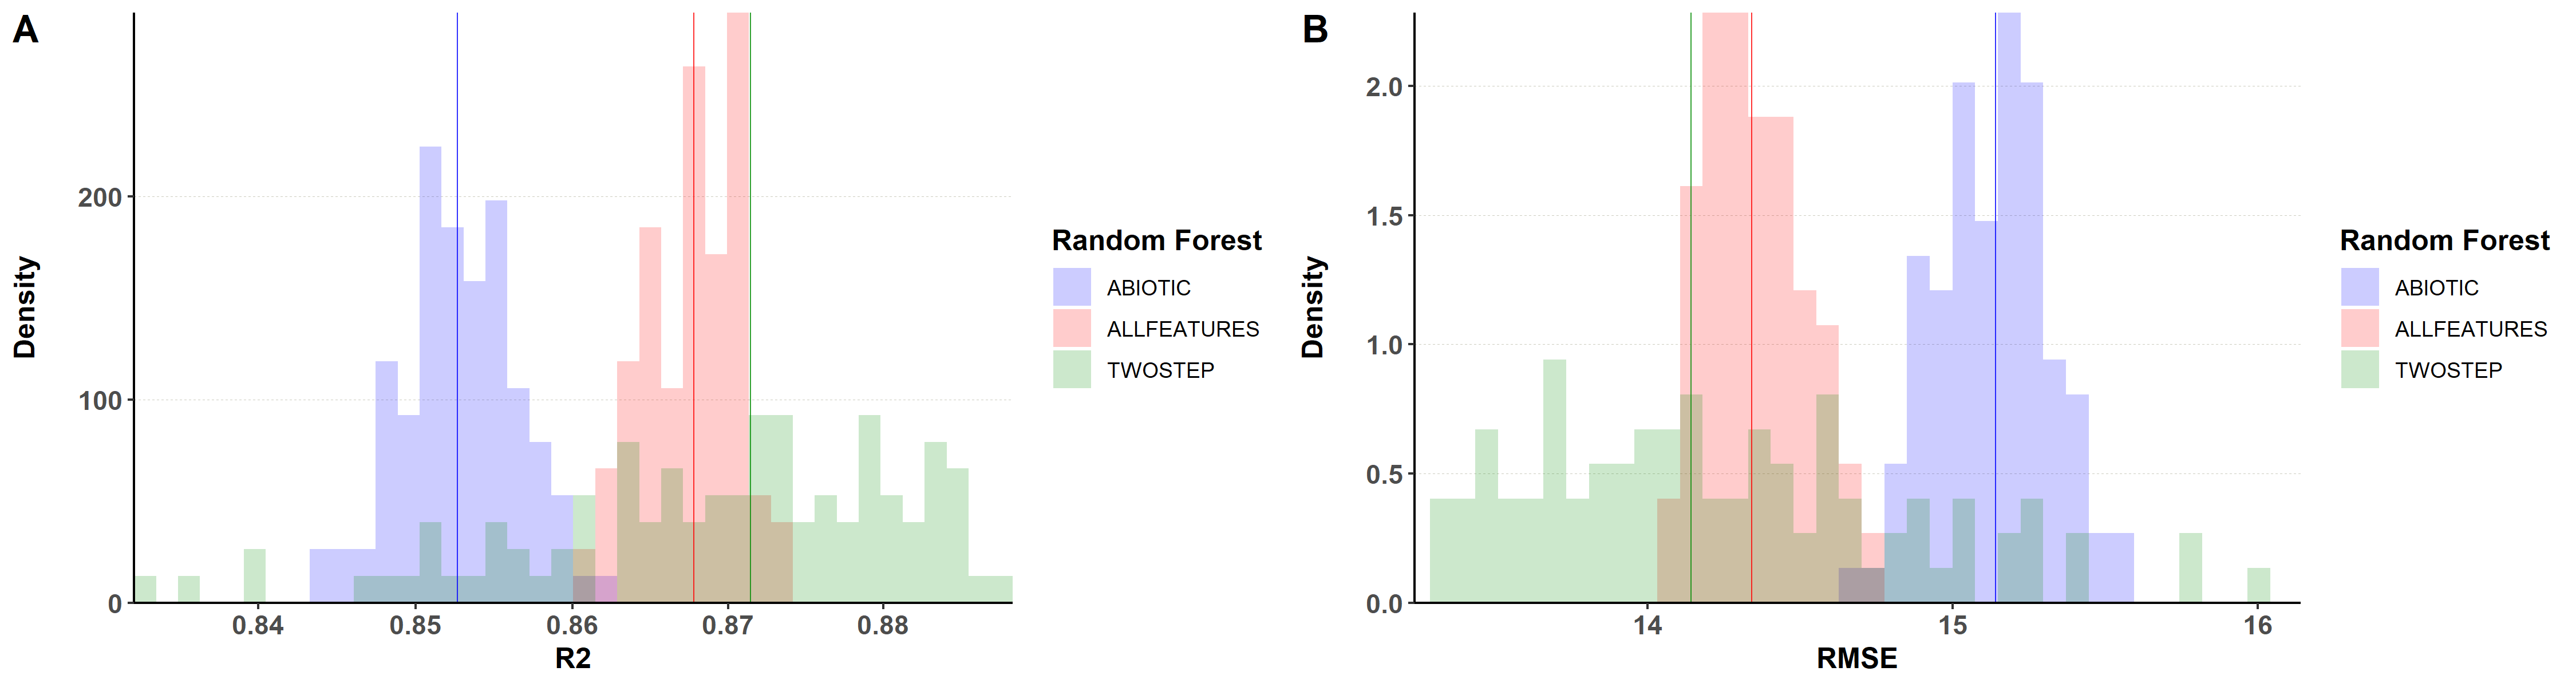 A
Density
200
100
0
0.84 0.85 0.86 0.87 0.88
R2
Random Forest
ABIOTIC
ALLFEATURES
TWOSTEP
B
Density
2.0
1.5
1.0
0.5
0.0
14 15 16
RMSE
Random Forest
ABIOTIC
ALLFEATURES
TWOSTEP